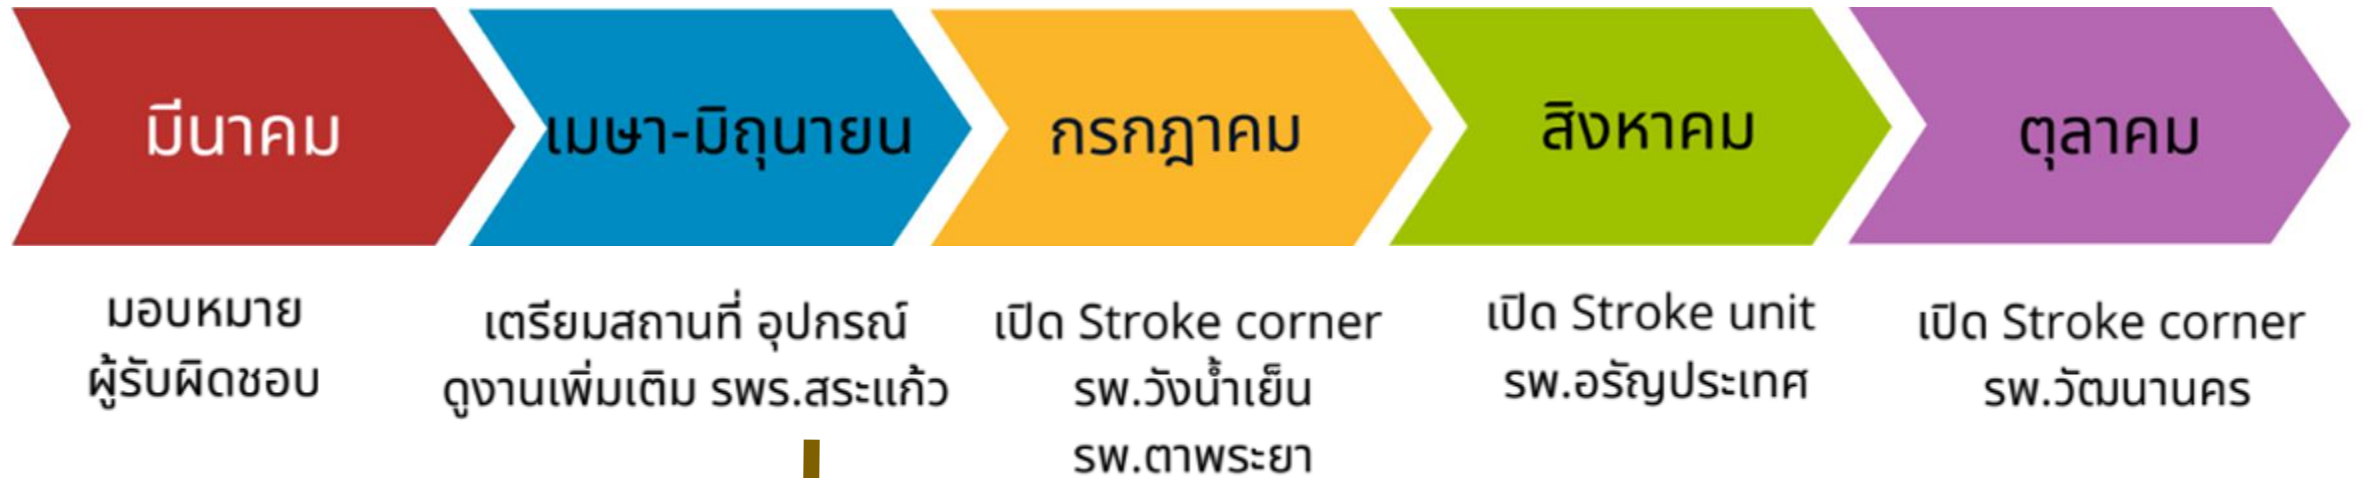 มีนาคม
เมษา-มิถุนายน
กรกฎาคม
สิงหาคม
ตุลาคม
มอบหมาย
ผู้รับผิดชอบ
เตรียมสถานที่ อุปกรณ์
ดูงานเพิ่มเติม รพร.สระแก้ว
เปิด Stroke corner
รพ.วังน้ำเย็น
รพ.ตาพระยา
เปิด Stroke unit
รพ.อรัญประเทศ
เปิด Stroke corner
รพ.วัฒนานคร